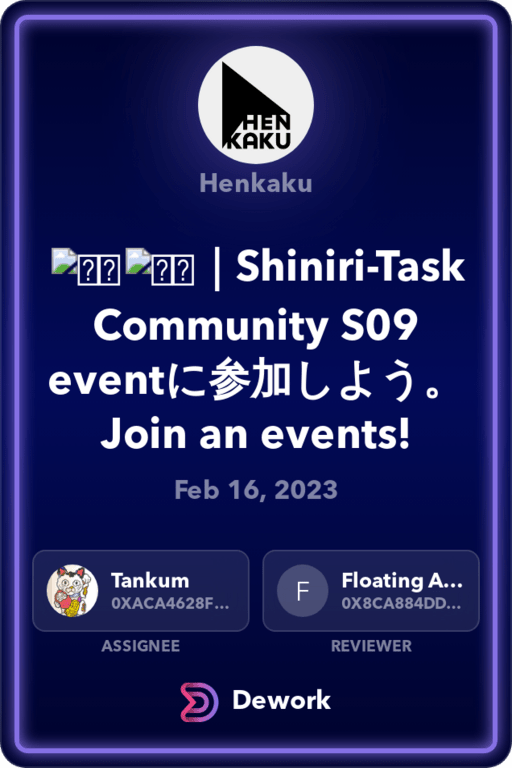 HEN
KAKU
Henkaku
| Shiniri-Task
Community S09
eventに参加しよう。
Join an events!
Feb 16, 2023
Tankum
0XACA4628F...
F
Floating A...
0X8CA884DD...
ASSIGNEE
REVIEWER
Dework